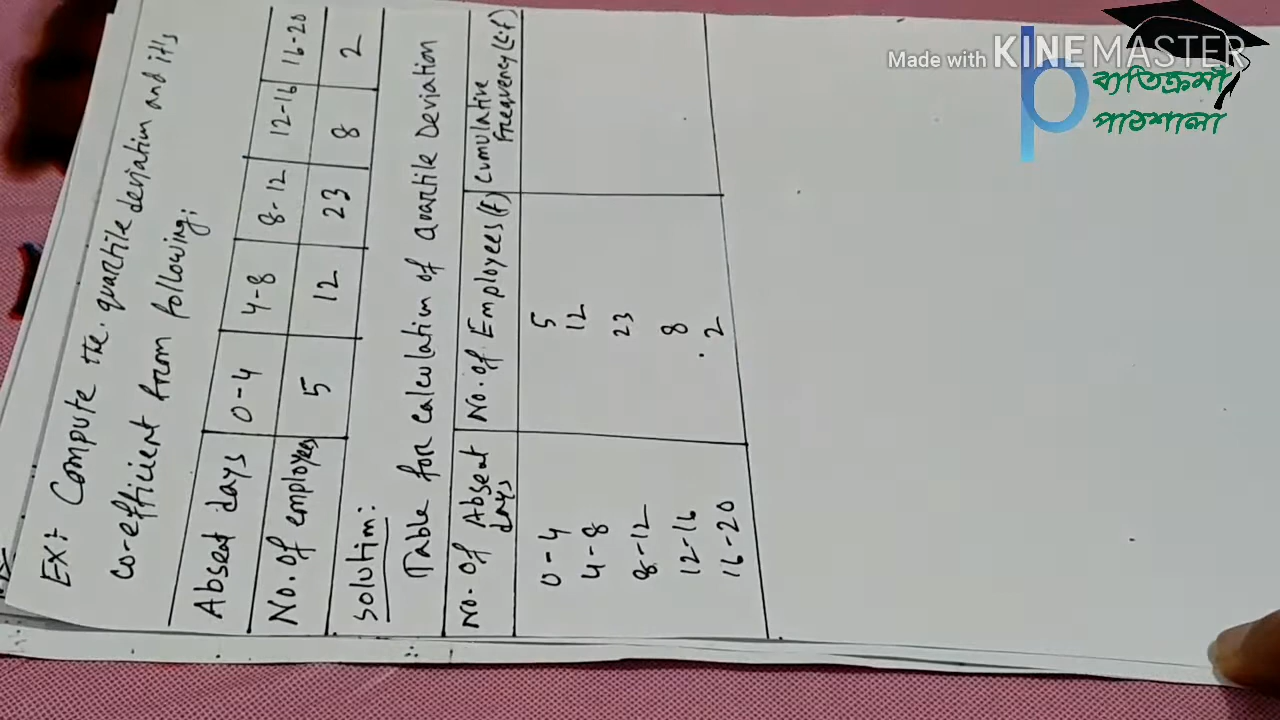 Ex: Compute the quartile deviation and it's
co-efficient from following:
Absent days 0-4 4-8 8-12 12-16 16-20
No. of employees 5 12 23 8 2
Solution:
Table for calculation of Quartile Deviation
No. of Absent days No. of Employees (f) Cumulative Frequency (c.f)
0-4 5
4-8 12
8-12 23
12-16 8
16-20 2
Made with KINEMASTER
ব্যতিক্রমী
পাঠশালা